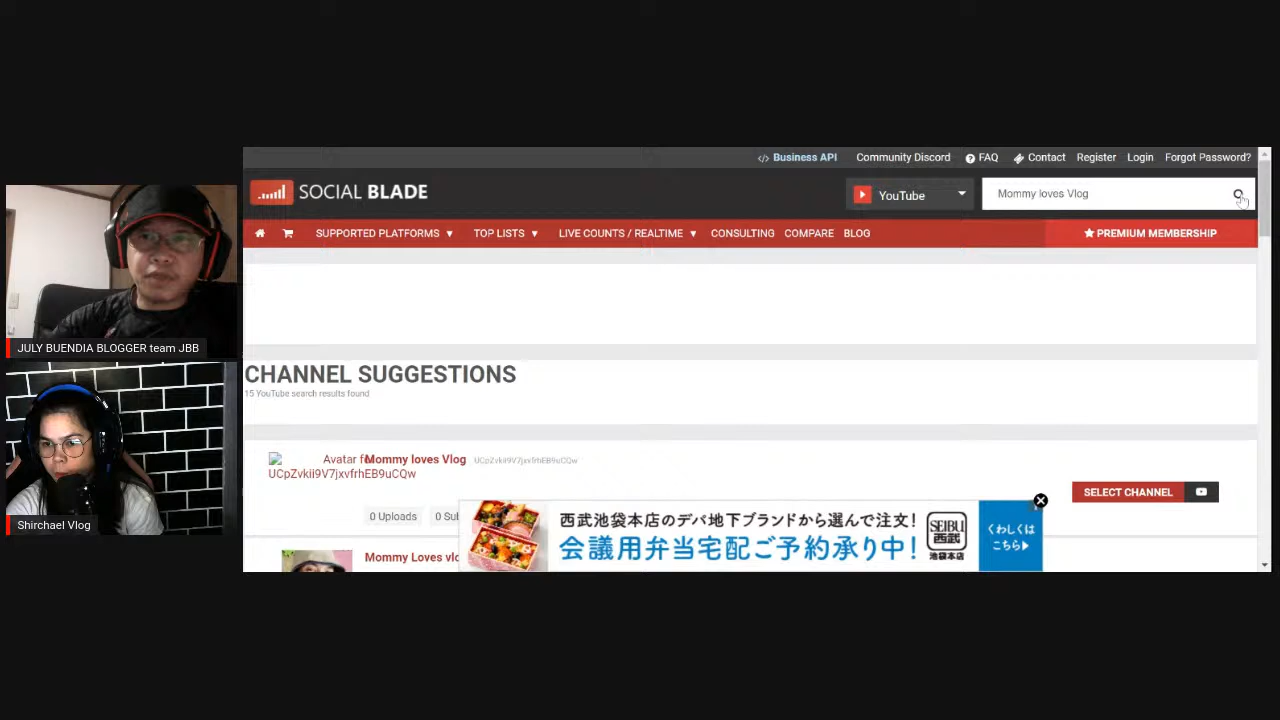 Business API Community Discord FAQ Contact Register Login Forgot Password?
SOCIAL BLADE
YouTube
Mommy loves Vlog
SUPPORTED PLATFORMS TOP LISTS LIVE COUNTS / REALTIME CONSULTING COMPARE BLOG
PREMIUM MEMBERSHIP
JULY BUENDIA BLOGGER team JBB
Shirchael Vlog
CHANNEL SUGGESTIONS
15 YouTube search results found
Avatar f Mommy loves Vlog UCpZvkii9V7jxvfrhEB9uCQw
UCpZvkii9V7jxvfrhEB9uCQw
SELECT CHANNEL
0 Uploads 0 Su
西武池袋本店のデパ地下ブランドから選んで注文!
会議用弁当宅配ご予約承り中!
SEIBU
西武
池袋本店
くわしくは
こちら▶
Mommy Loves vlo